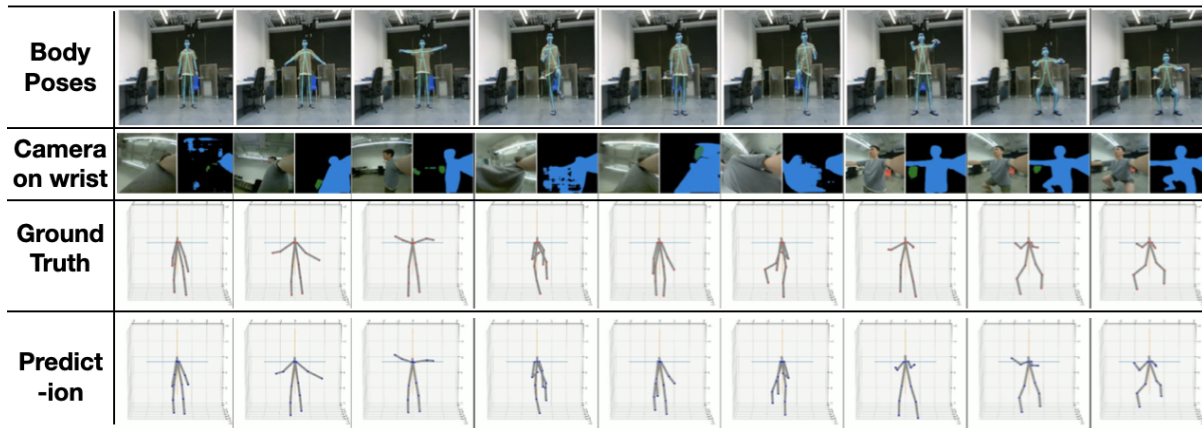 Body
Poses
Camera
on wrist
Ground
Truth
Predict
-ion